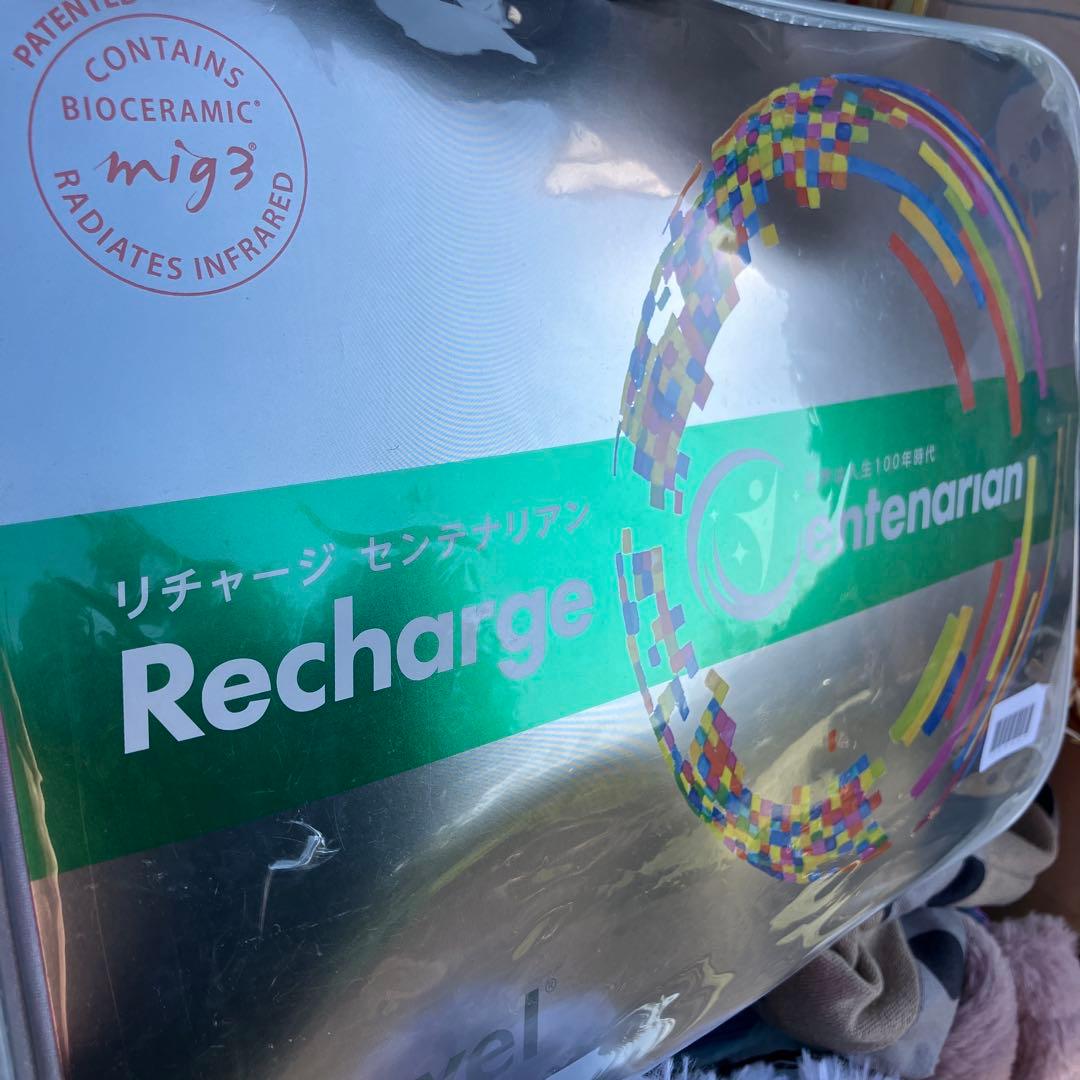 PATENTED
CONTAINS
BIOCERAMIC®
mig3®
RADIATES INFRARED
リチャージ センテナリアン
Recharge
人生100年時代
Centenarian